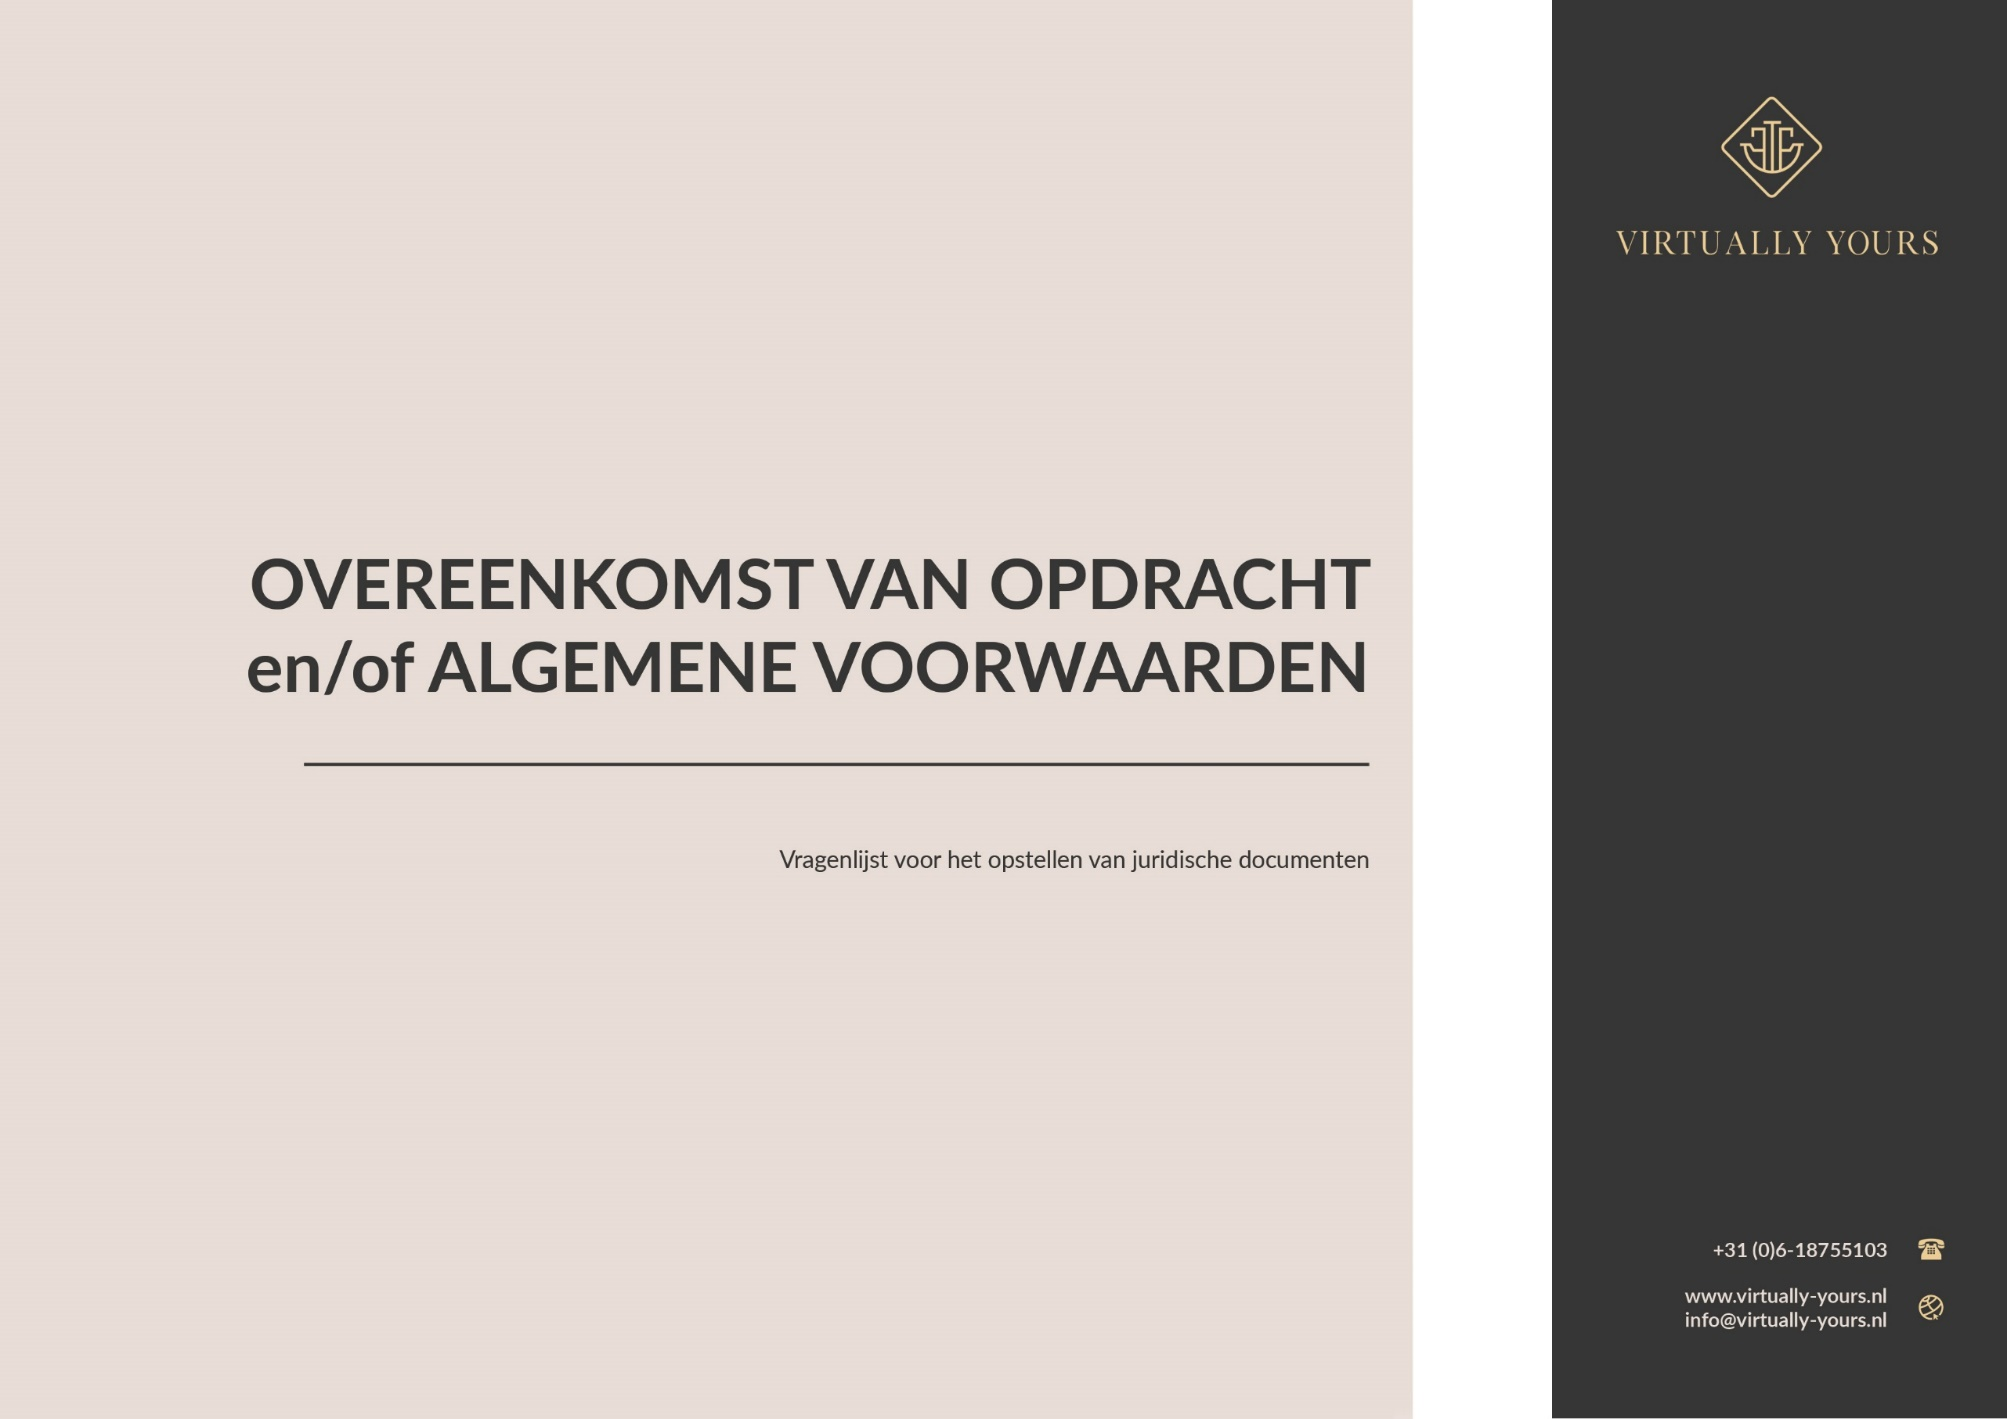 OVEREENKOMST VAN OPDRACHT
en/of ALGEMENE VOORWAARDEN
Vragenlijst voor het opstellen van juridische documenten
VIRTUALLY YOURS
+31 (0)6-18755103
www.virtually-yours.nl
info@virtually-yours.nl